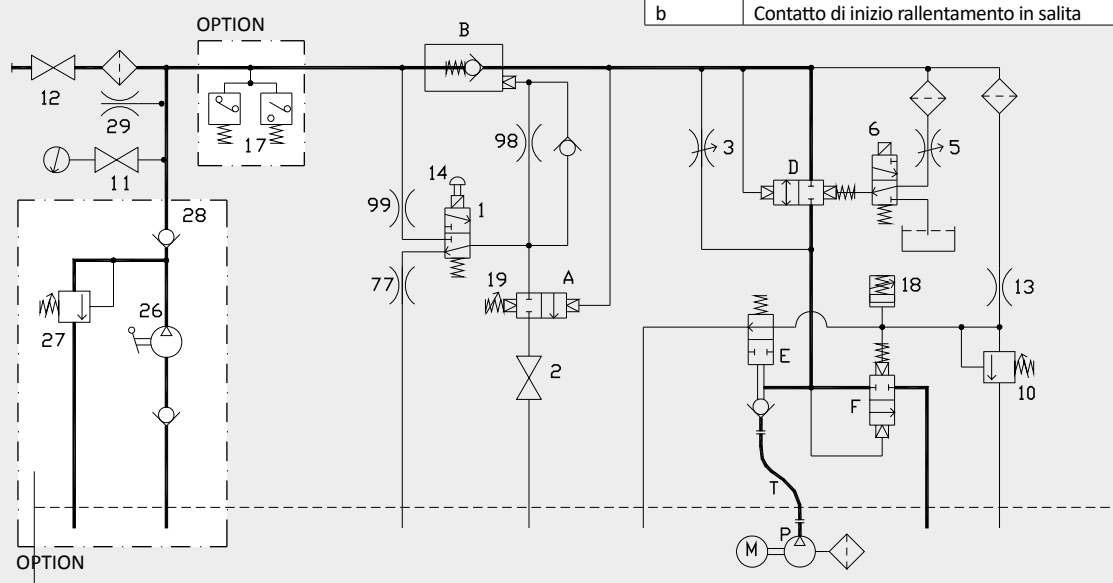 b Contatto di inizio rallentamento in salita
OPTION
B
12
29
17
98
3
6
5
11
14
D
99
1
28
77
19
A
18
13
26
27
E
2
F
10
T
P
M
OPTION